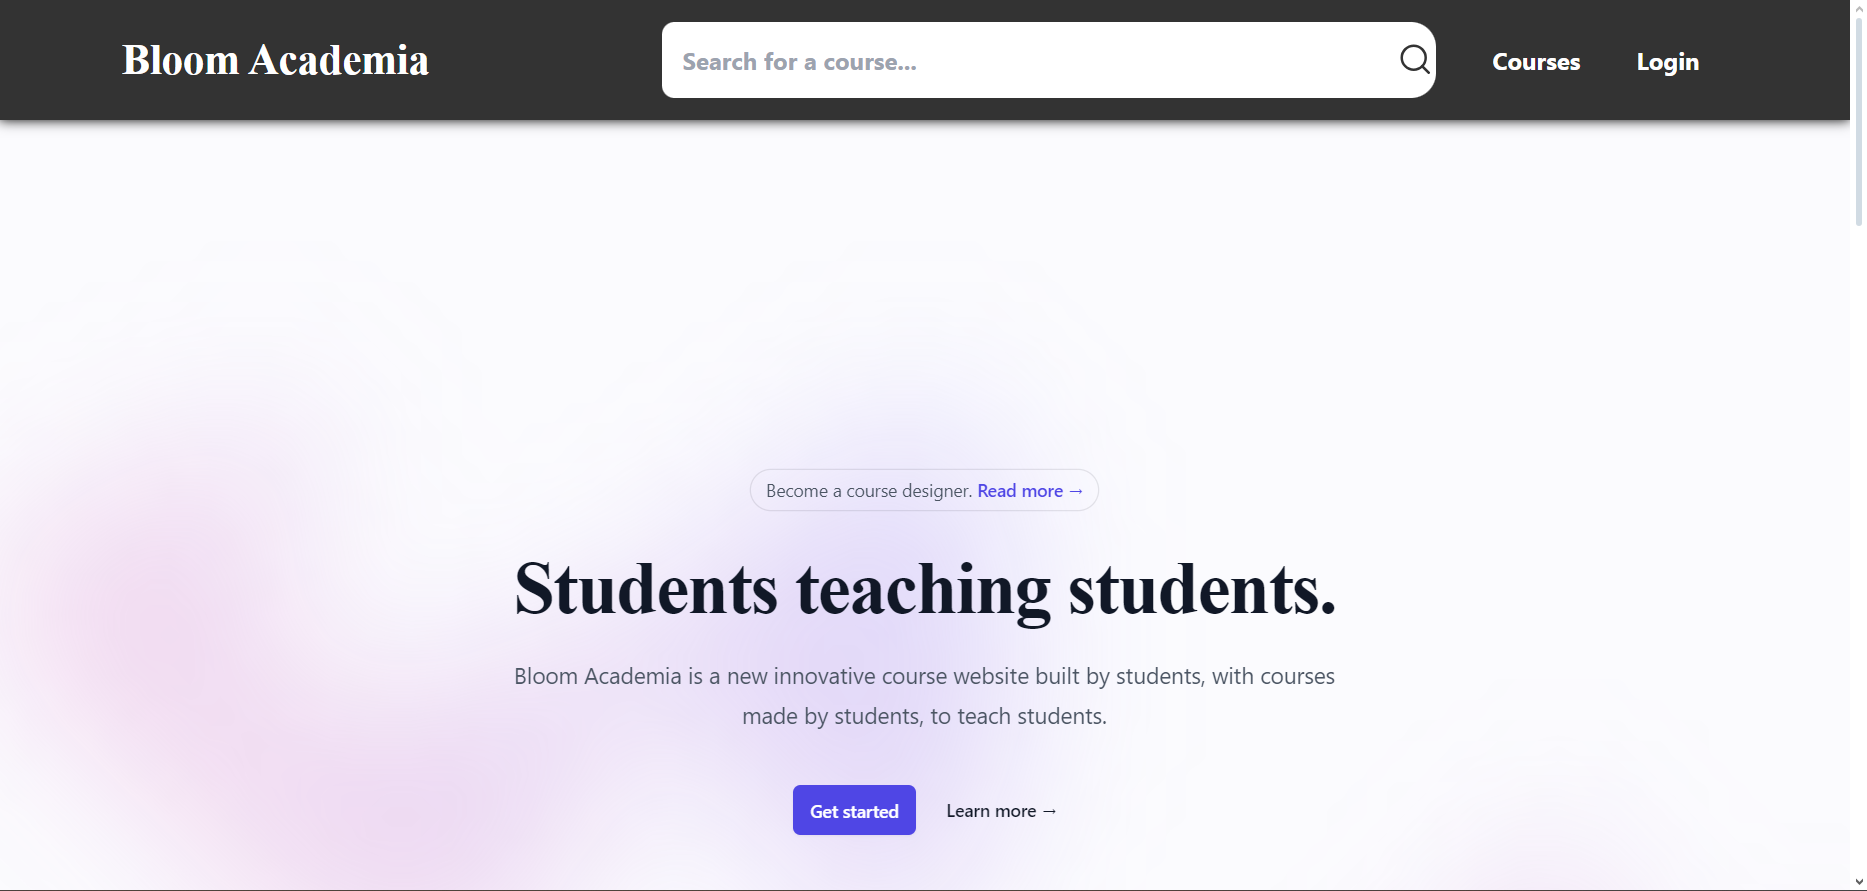 Bloom Academia
Search for a course...
Courses
Login
Become a course designer. Read more →
Students teaching students.
Bloom Academia is a new innovative course website built by students, with courses
made by students, to teach students.
Get started
Learn more →